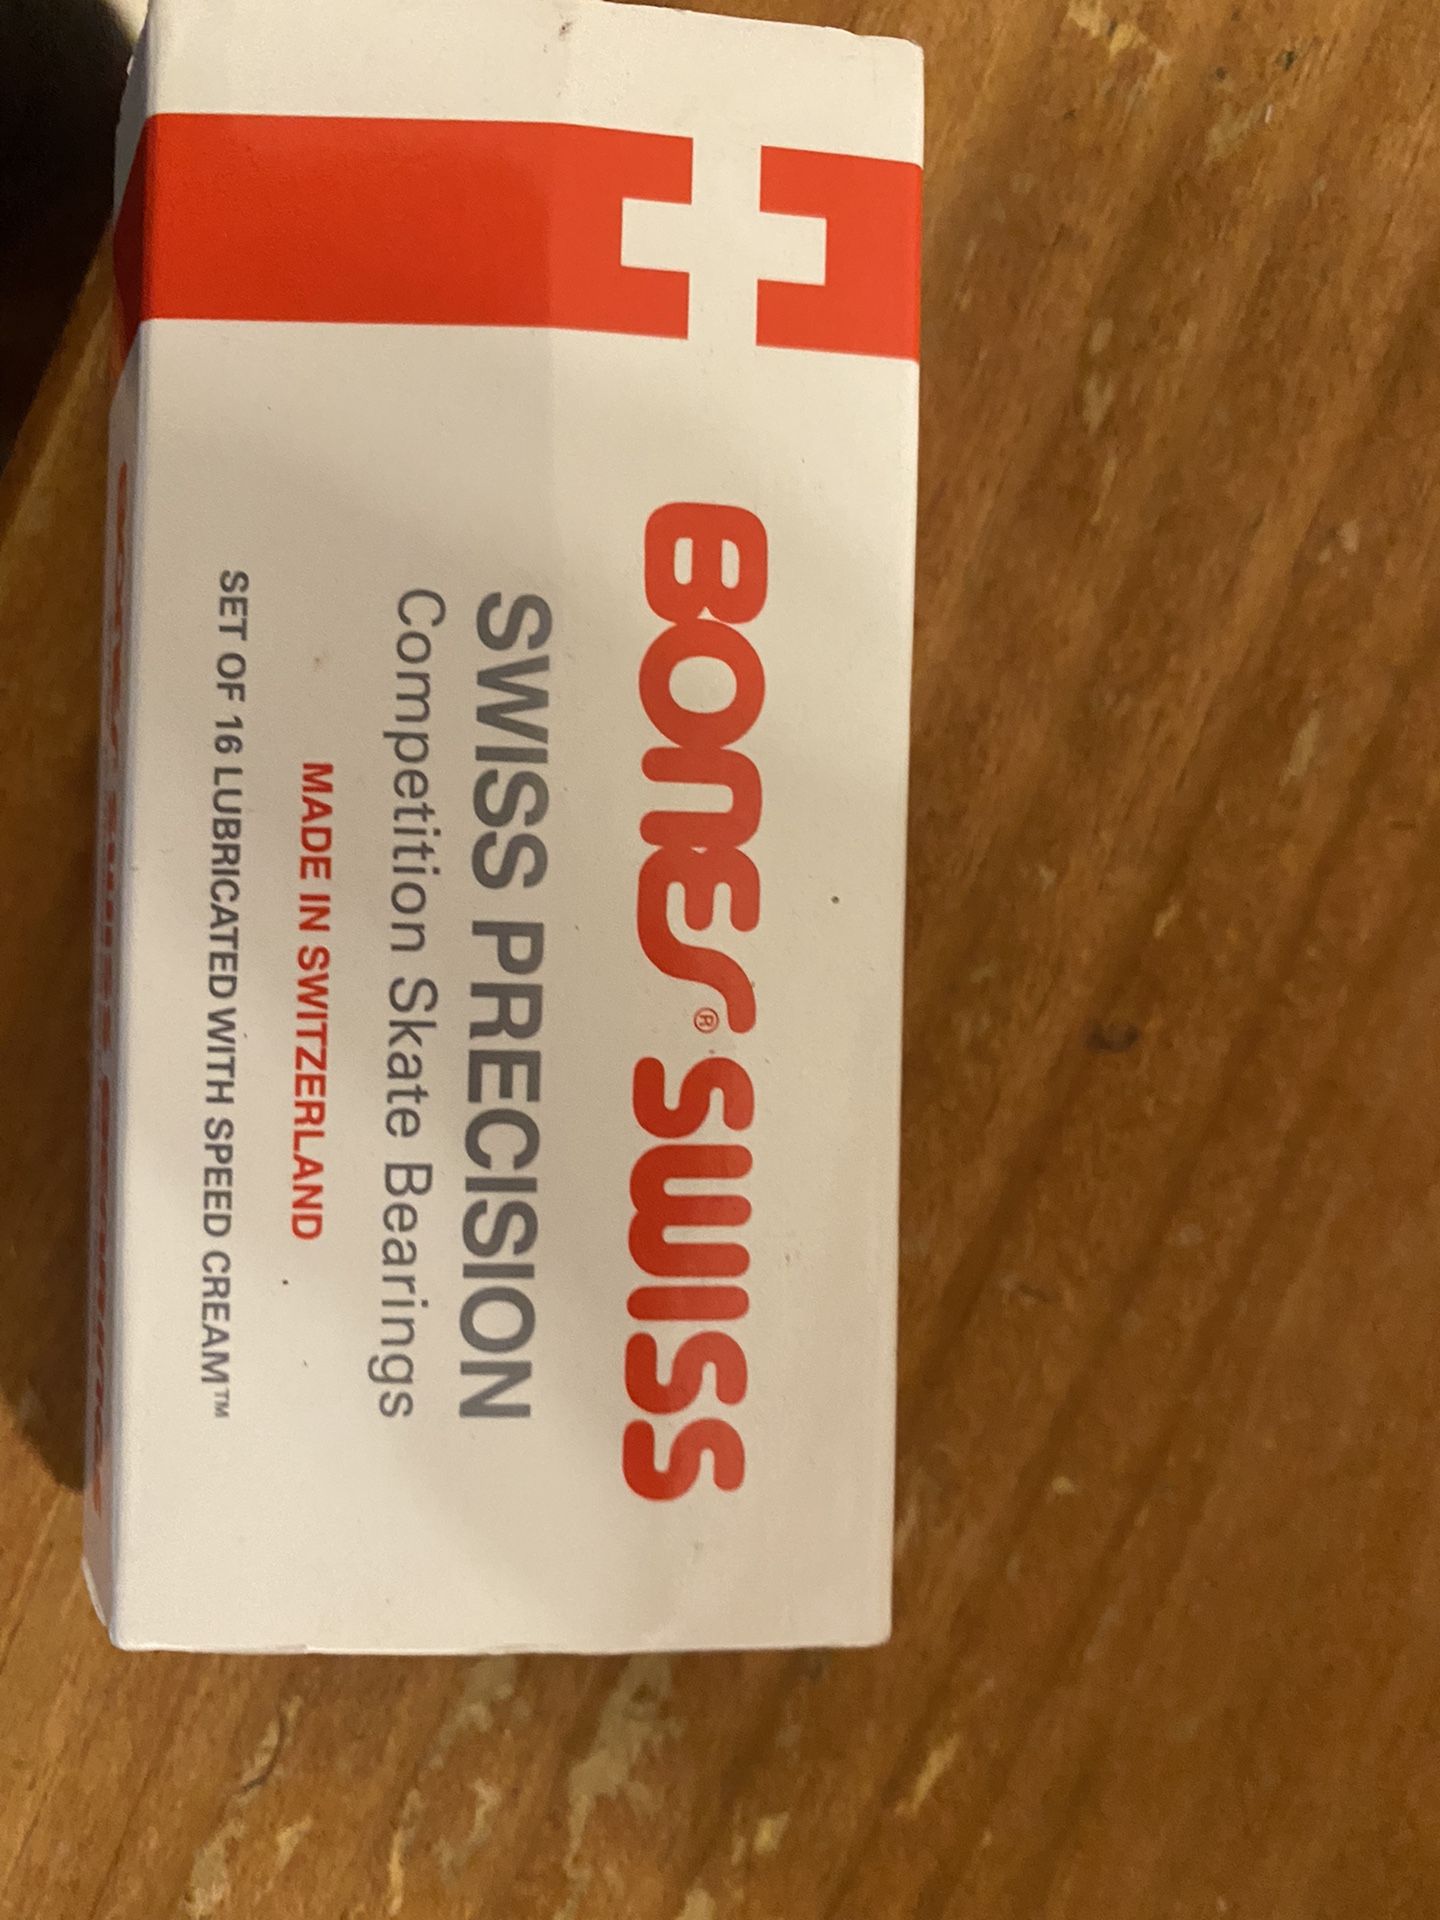 BONES® SWISS
SWISS PRECISION
Competition Skate Bearings
MADE IN SWITZERLAND
SET OF 16 LUBRICATED WITH SPEED CREAM™